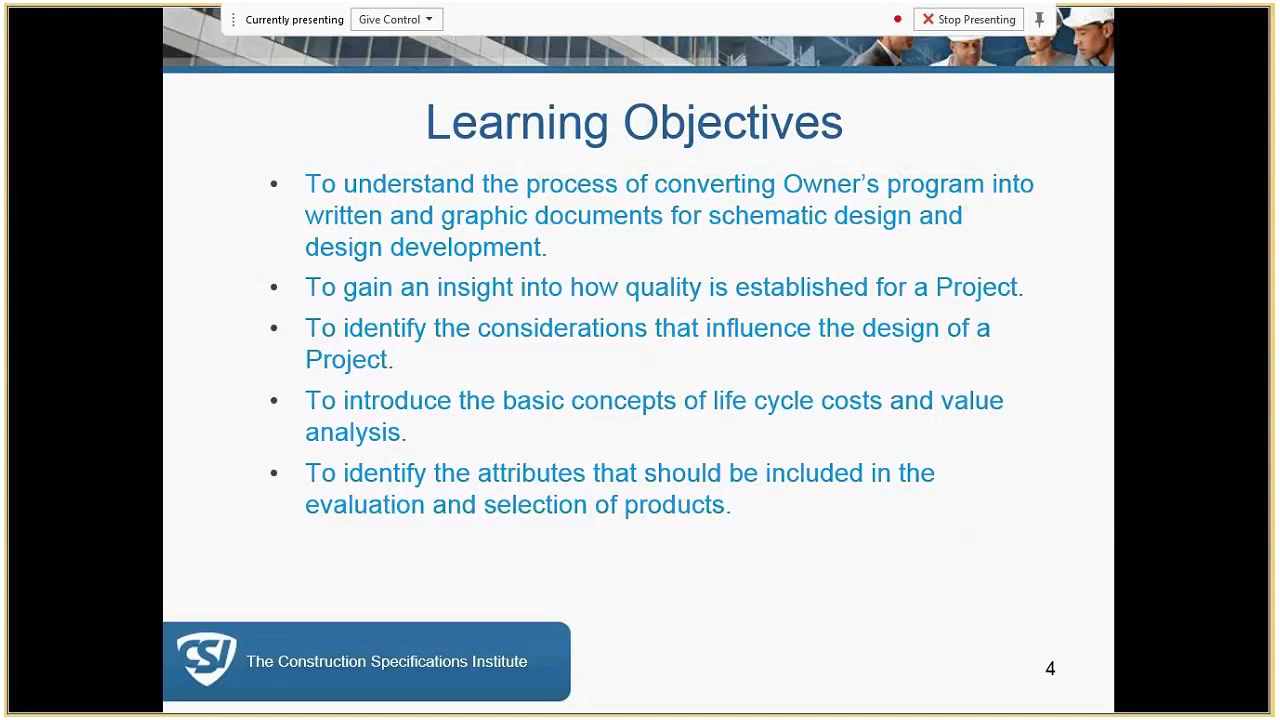 Currently presenting Give Control Stop Presenting
Learning Objectives
• To understand the process of converting Owner’s program into
written and graphic documents for schematic design and
design development.
• To gain an insight into how quality is established for a Project.
• To identify the considerations that influence the design of a
Project.
• To introduce the basic concepts of life cycle costs and value
analysis.
• To identify the attributes that should be included in the
evaluation and selection of products.
CSI The Construction Specifications Institute
4